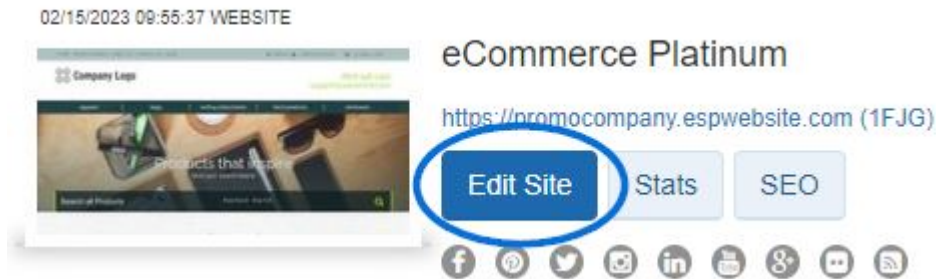 02/15/2023 09:55:37 WEBSITE
eCommerce Platinum
https://promocompany.espwebsite.com (1FJG)
Edit Site
Stats
SEO
Company Logo
Products that inspire
Search all Products